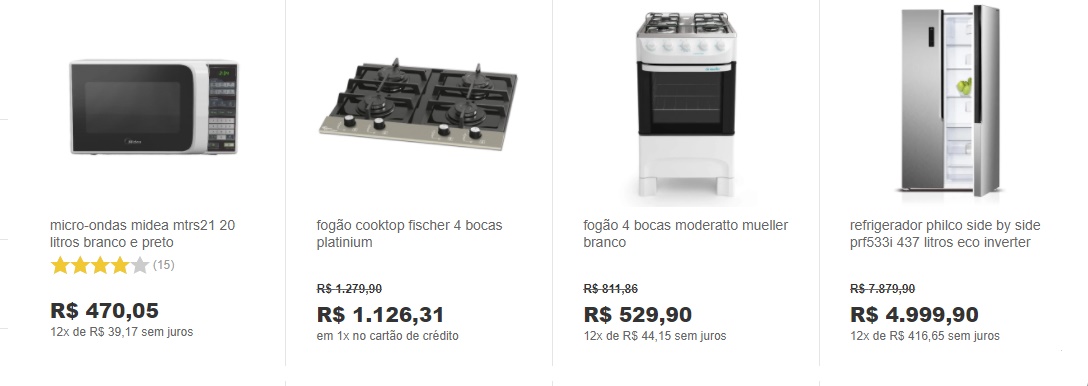 micro-ondas midea mtrs21 20
litros branco e preto
(15)
R$ 470,05
12x de R$ 39,17 sem juros
fogão cooktop fischer 4 bocas
platinium
R$ 1.279,90
R$ 1.126,31
em 1x no cartão de crédito
fogão 4 bocas moderatto mueller
branco
R$ 811,86
R$ 529,90
12x de R$ 44,15 sem juros
refrigerador philco side by side
prf533i 437 litros eco inverter
R$ 7.879,90
R$ 4.999,90
12x de R$ 416,65 sem juros